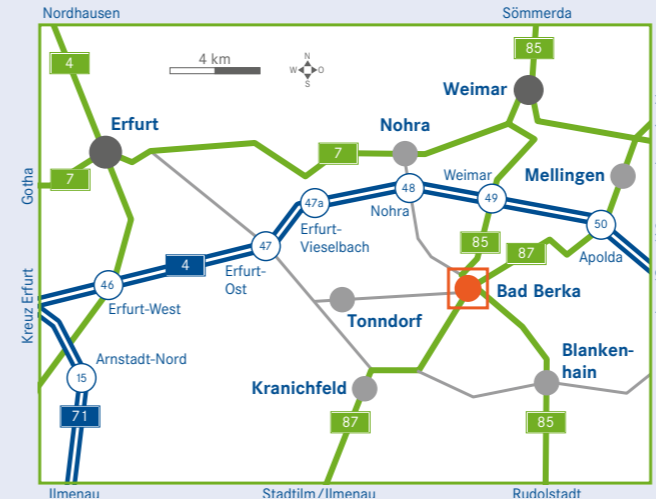 Nordhausen
Sömmerda
4
85
4 km
N
W O
S
Weimar
Erfurt
Nohra
7
7
Gotha
Weimar
Mellingen
48
49
47a
Nohra
50
Erfurt-
Vieselbach
85
87
Apolda
47
4
Erfurt-
Ost
46
Erfurt-West
Kreuz Erfurt
Bad Berka
Tonndorf
Arnstadt-Nord
15
Blanken-
hain
Kranichfeld
71
87
85
Ilmenau
Stadtilm/Ilmenau
Rudolstadt